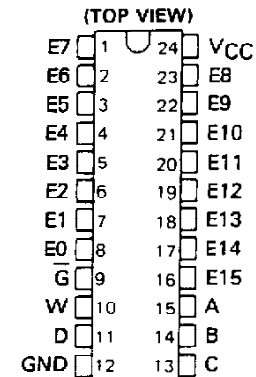 (TOP VIEW)
E7 1 24 VCC
E6 2 23 E8
E5 3 22 E9
E4 4 21 E10
E3 5 20 E11
E2 6 19 E12
E1 7 18 E13
E0 8 17 E14
G̅ 9 16 E15
W 10 15 A
D 11 14 B
GND 12 13 C